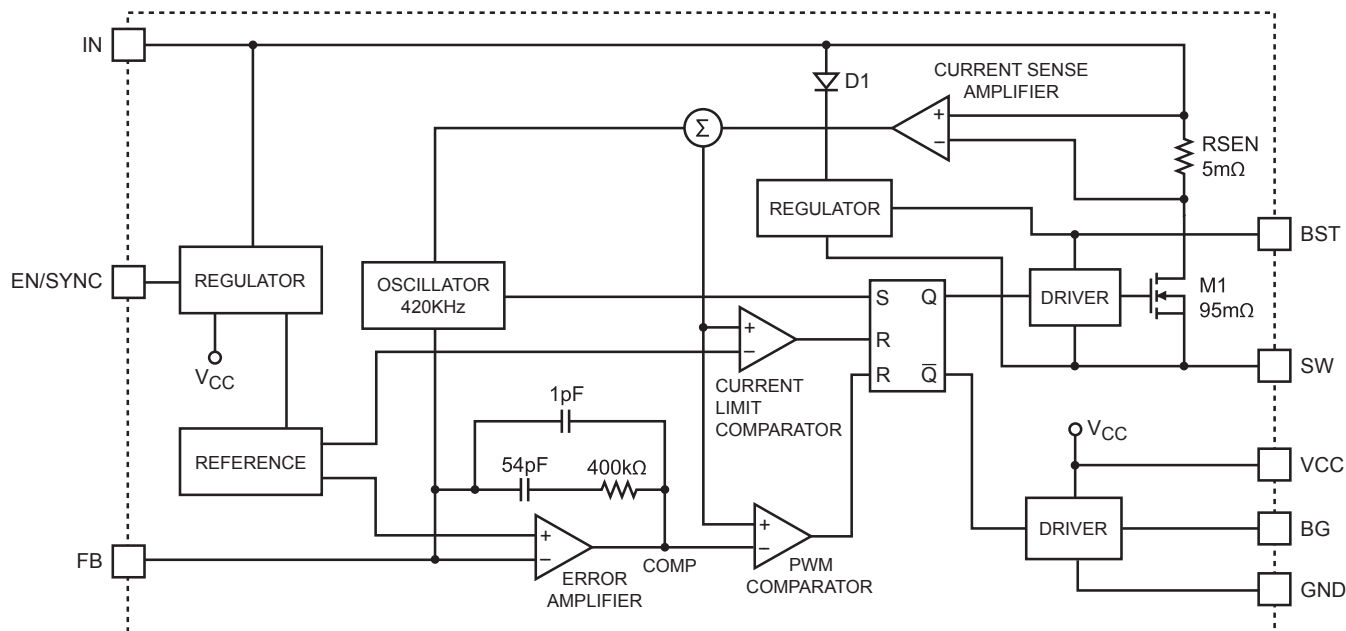 IN
D1
CURRENT SENSE
AMPLIFIER
+
−
Σ
RSEN
5mΩ
REGULATOR
BST
EN/SYNC
REGULATOR
OSCILLATOR
420KHz
S Q
R
R Q̅
DRIVER
M1
95mΩ
+
−
VCC
SW
CURRENT
LIMIT
COMPARATOR
1pF
REFERENCE
54pF
400kΩ
VCC
VCC
+
−
+
−
DRIVER
BG
FB
ERROR
AMPLIFIER
COMP
PWM
COMPARATOR
GND